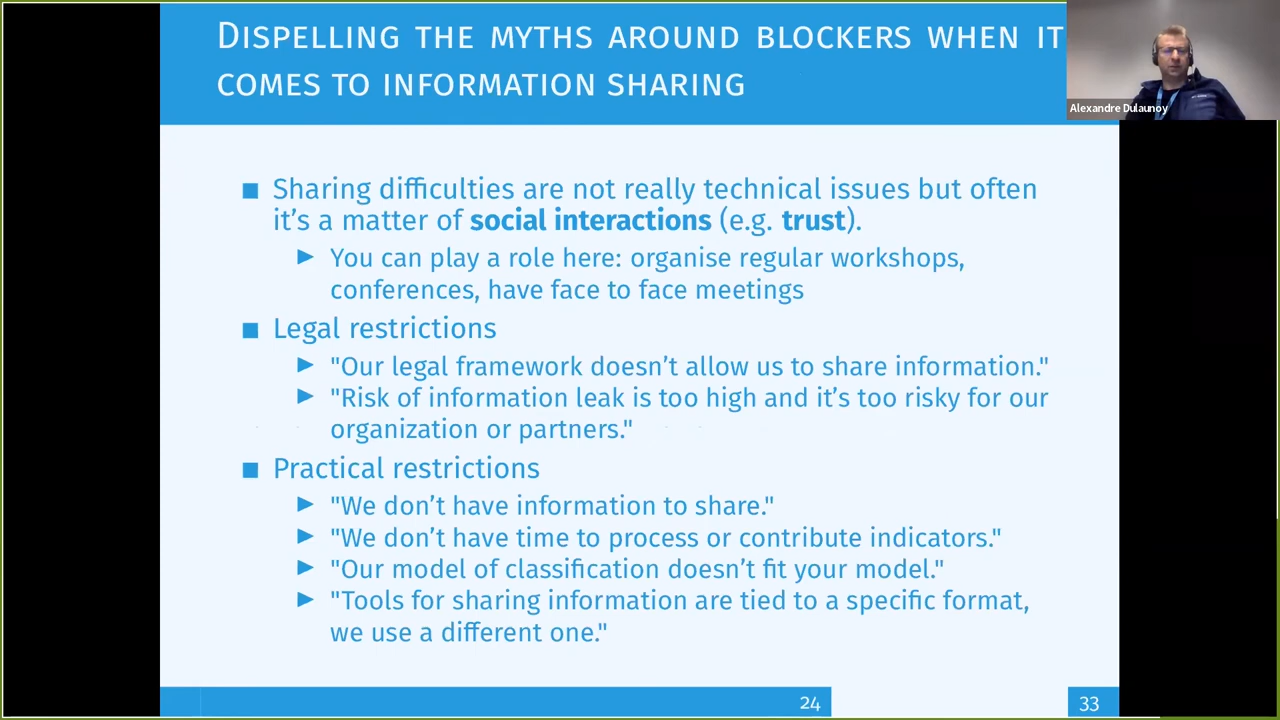 DISPELLING THE MYTHS AROUND BLOCKERS WHEN IT
COMES TO INFORMATION SHARING
Alexandre Dulaunoy
■ Sharing difficulties are not really technical issues but often
it's a matter of social interactions (e.g. trust).
▶ You can play a role here: organise regular workshops,
conferences, have face to face meetings
■ Legal restrictions
▶ "Our legal framework doesn't allow us to share information."
▶ "Risk of information leak is too high and it's too risky for our
organization or partners."
■ Practical restrictions
▶ "We don't have information to share."
▶ "We don't have time to process or contribute indicators."
▶ "Our model of classification doesn't fit your model."
▶ "Tools for sharing information are tied to a specific format,
we use a different one."
24
33